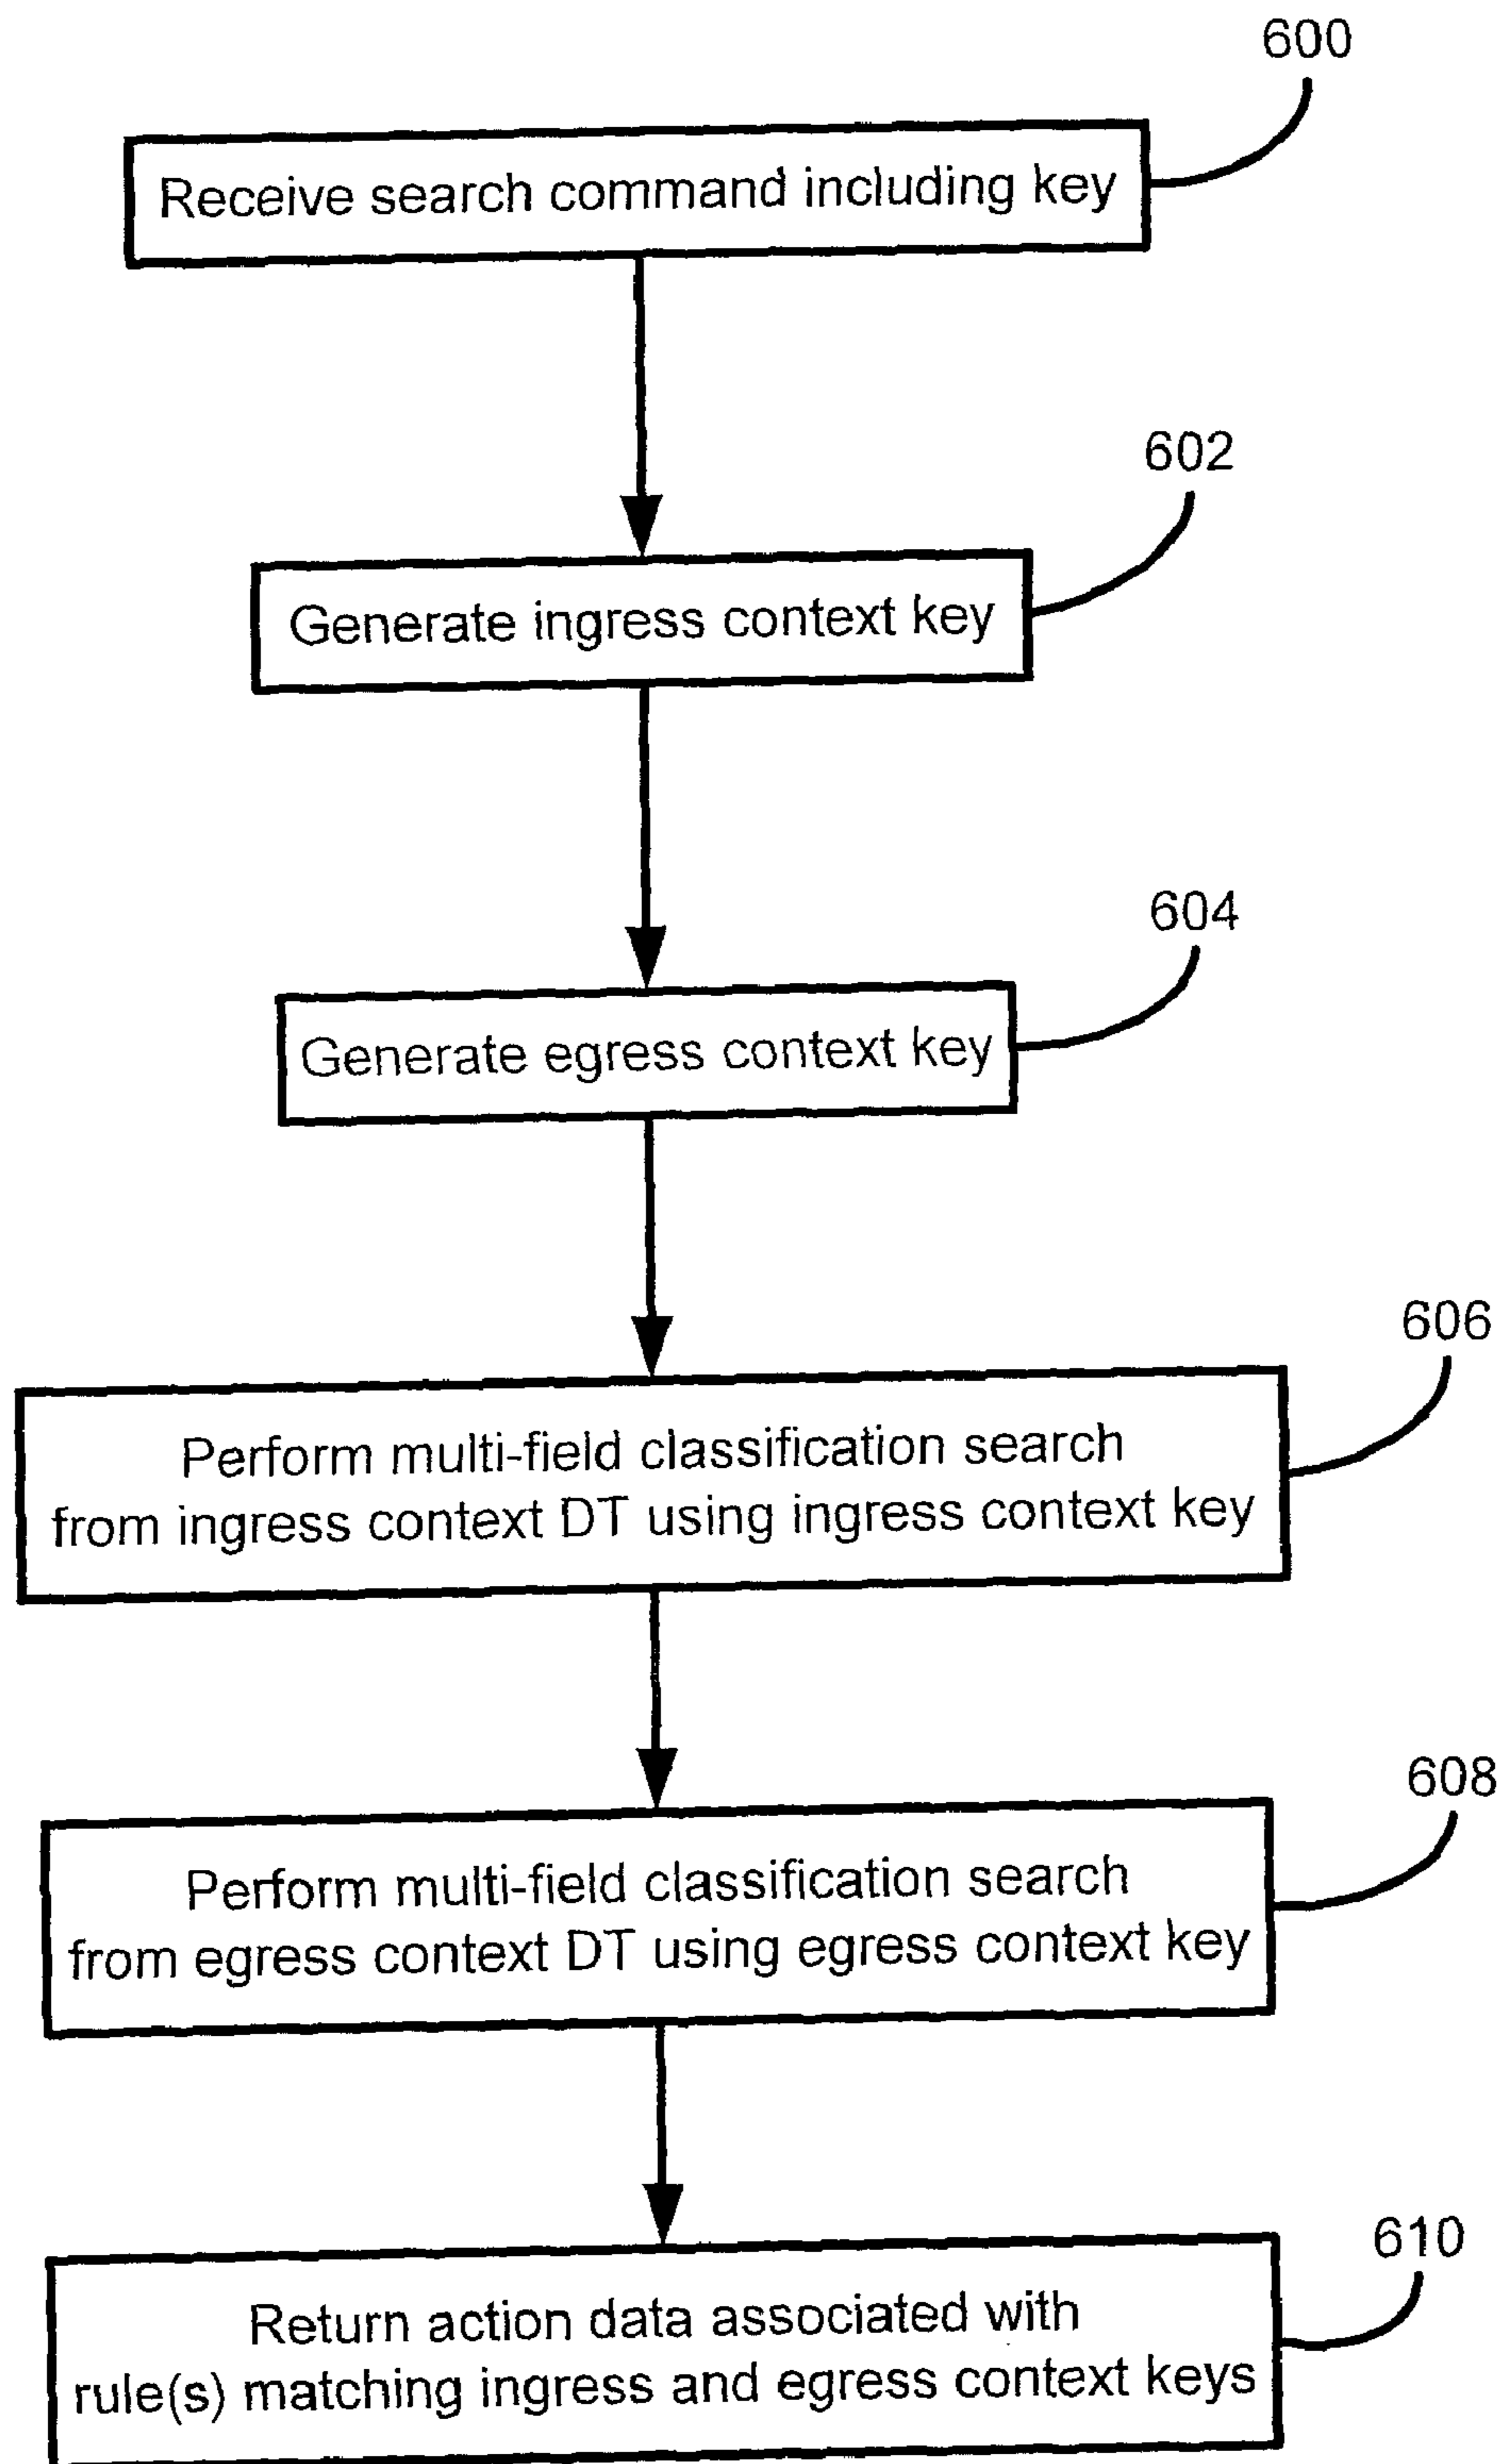 600
Receive search command including key
602
Generate ingress context key
604
Generate egress context key
606
Perform multi-field classification search
from ingress context DT using ingress context key
608
Perform multi-field classification search
from egress context DT using egress context key
610
Return action data associated with
rule(s) matching ingress and egress context keys